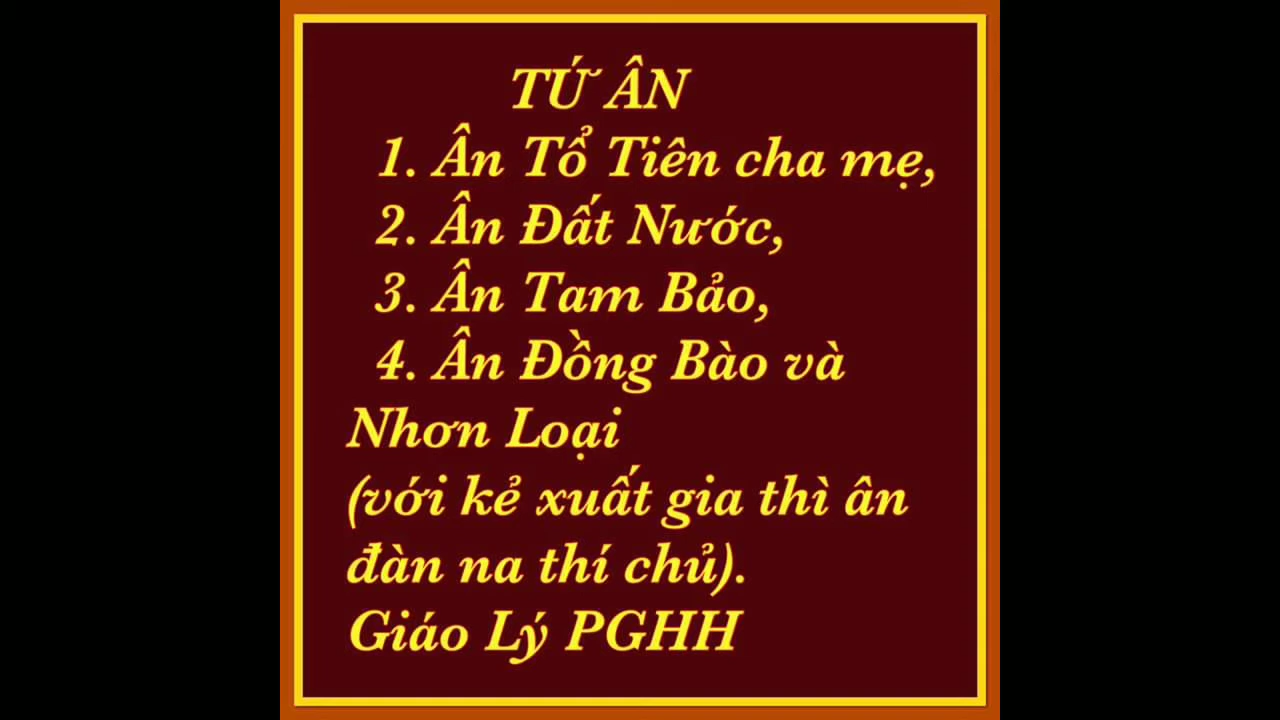 TỨ ÂN
1. Ân Tổ Tiên cha mẹ,
2. Ân Đất Nước,
3. Ân Tam Bảo,
4. Ân Đồng Bào và
Nhơn Loại
(với kẻ xuất gia thì ân
đàn na thí chủ).
Giáo Lý PGHH